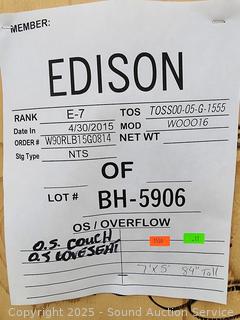 MEMBER:
EDISON
RANK E-7 TOS TOSS00-05-G-1555
Date In 4/30/2015 MOD WOOO16
ORDER # W90RLB15G0814 NET WT
Stg Type NTS
OF
LOT # BH-5906
OS / OVERFLOW
O.S. COUCH
O.S LOVESEAT
7'x5' 84" Tall
Copyright 2025 - Sound Auction Service